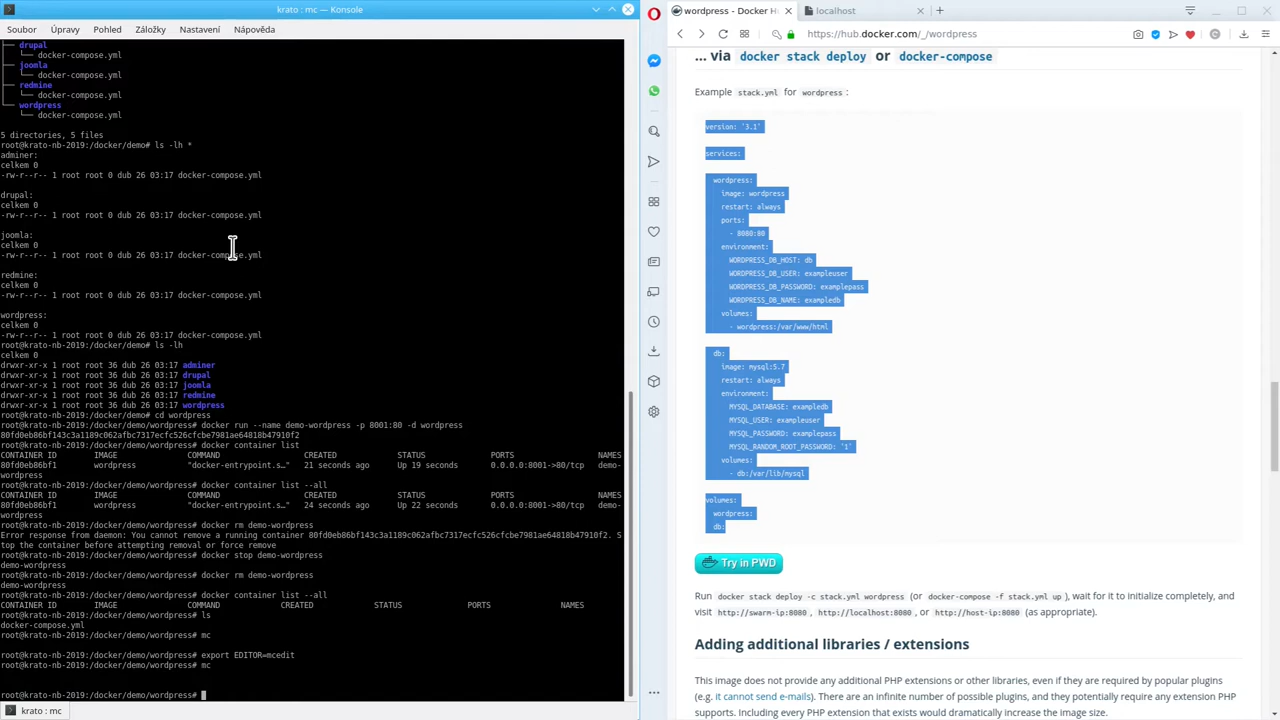 krato : mc — Konsole
Soubor Úpravy Pohled Záložky Nastavení Nápověda
├── drupal
│   └── docker-compose.yml
├── joomla
│   └── docker-compose.yml
├── redmine
│   └── docker-compose.yml
└── wordpress
    └── docker-compose.yml
5 directories, 5 files
root@krato-nb-2019:/docker/demo# ls -lh *
adminer:
celkem 0
-rw-r--r-- 1 root root 0 dub 26 03:17 docker-compose.yml
drupal:
celkem 0
-rw-r--r-- 1 root root 0 dub 26 03:17 docker-compose.yml
joomla:
celkem 0
-rw-r--r-- 1 root root 0 dub 26 03:17 docker-compose.yml
redmine:
celkem 0
-rw-r--r-- 1 root root 0 dub 26 03:17 docker-compose.yml
wordpress:
celkem 0
-rw-r--r-- 1 root root 0 dub 26 03:17 docker-compose.yml
root@krato-nb-2019:/docker/demo# ls -lh
celkem 0
drwxr-xr-x 1 root root 36 dub 26 03:17 adminer
drwxr-xr-x 1 root root 36 dub 26 03:17 drupal
drwxr-xr-x 1 root root 36 dub 26 03:17 joomla
drwxr-xr-x 1 root root 36 dub 26 03:17 redmine
drwxr-xr-x 1 root root 36 dub 26 03:17 wordpress
root@krato-nb-2019:/docker/demo# cd wordpress
root@krato-nb-2019:/docker/demo/wordpress# docker run --name demo-wordpress -p 8001:80 -d wordpress
80fd0eb86bf143c3a1189c062afbc7317ecfc526cfcbe7981ae64818b47910f2
root@krato-nb-2019:/docker/demo/wordpress# docker container list
CONTAINER ID IMAGE COMMAND CREATED STATUS PORTS NAMES
80fd0eb86bf1 wordpress "docker-entrypoint.s…" 21 seconds ago Up 19 seconds 0.0.0.0:8001->80/tcp demo-
wordpress
root@krato-nb-2019:/docker/demo/wordpress# docker container list --all
CONTAINER ID IMAGE COMMAND CREATED STATUS PORTS NAMES
80fd0eb86bf1 wordpress "docker-entrypoint.s…" 24 seconds ago Up 22 seconds 0.0.0.0:8001->80/tcp demo-
wordpress
root@krato-nb-2019:/docker/demo/wordpress# docker rm demo-wordpress
Error response from daemon: You cannot remove a running container 80fd0eb86bf143c3a1189c062afbc7317ecfc526cfcbe7981ae64818b47910f2. S
top the container before attempting removal or force remove
root@krato-nb-2019:/docker/demo/wordpress# docker stop demo-wordpress
demo-wordpress
root@krato-nb-2019:/docker/demo/wordpress# docker rm demo-wordpress
demo-wordpress
root@krato-nb-2019:/docker/demo/wordpress# docker container list --all
CONTAINER ID IMAGE COMMAND CREATED STATUS PORTS NAMES
root@krato-nb-2019:/docker/demo/wordpress# ls
docker-compose.yml
root@krato-nb-2019:/docker/demo/wordpress# mc
root@krato-nb-2019:/docker/demo/wordpress# export EDITOR=mcedit
root@krato-nb-2019:/docker/demo/wordpress# mc
root@krato-nb-2019:/docker/demo/wordpress#
krato : mc
wordpress - Docker H localhost
https://hub.docker.com/_/wordpress
... via docker stack deploy or docker-compose
Example stack.yml for wordpress :
version: '3.1'
services:
  wordpress:
    image: wordpress
    restart: always
    ports:
      - 8080:80
    environment:
      WORDPRESS_DB_HOST: db
      WORDPRESS_DB_USER: exampleuser
      WORDPRESS_DB_PASSWORD: examplepass
      WORDPRESS_DB_NAME: exampledb
    volumes:
      - wordpress:/var/www/html
  db:
    image: mysql:5.7
    restart: always
    environment:
      MYSQL_DATABASE: exampledb
      MYSQL_USER: exampleuser
      MYSQL_PASSWORD: examplepass
      MYSQL_RANDOM_ROOT_PASSWORD: '1'
    volumes:
      - db:/var/lib/mysql
volumes:
  wordpress:
  db:
Try in PWD
Run docker stack deploy -c stack.yml wordpress (or docker-compose -f stack.yml up ), wait for it to initialize completely, and
visit http://swarm-ip:8080 , http://localhost:8080 , or http://host-ip:8080 (as appropriate).
Adding additional libraries / extensions
This image does not provide any additional PHP extensions or other libraries, even if they are required by popular plugins
(e.g. it cannot send e-mails). There are an infinite number of possible plugins, and they potentially require any extension PHP
supports. Including every PHP extension that exists would dramatically increase the image size.